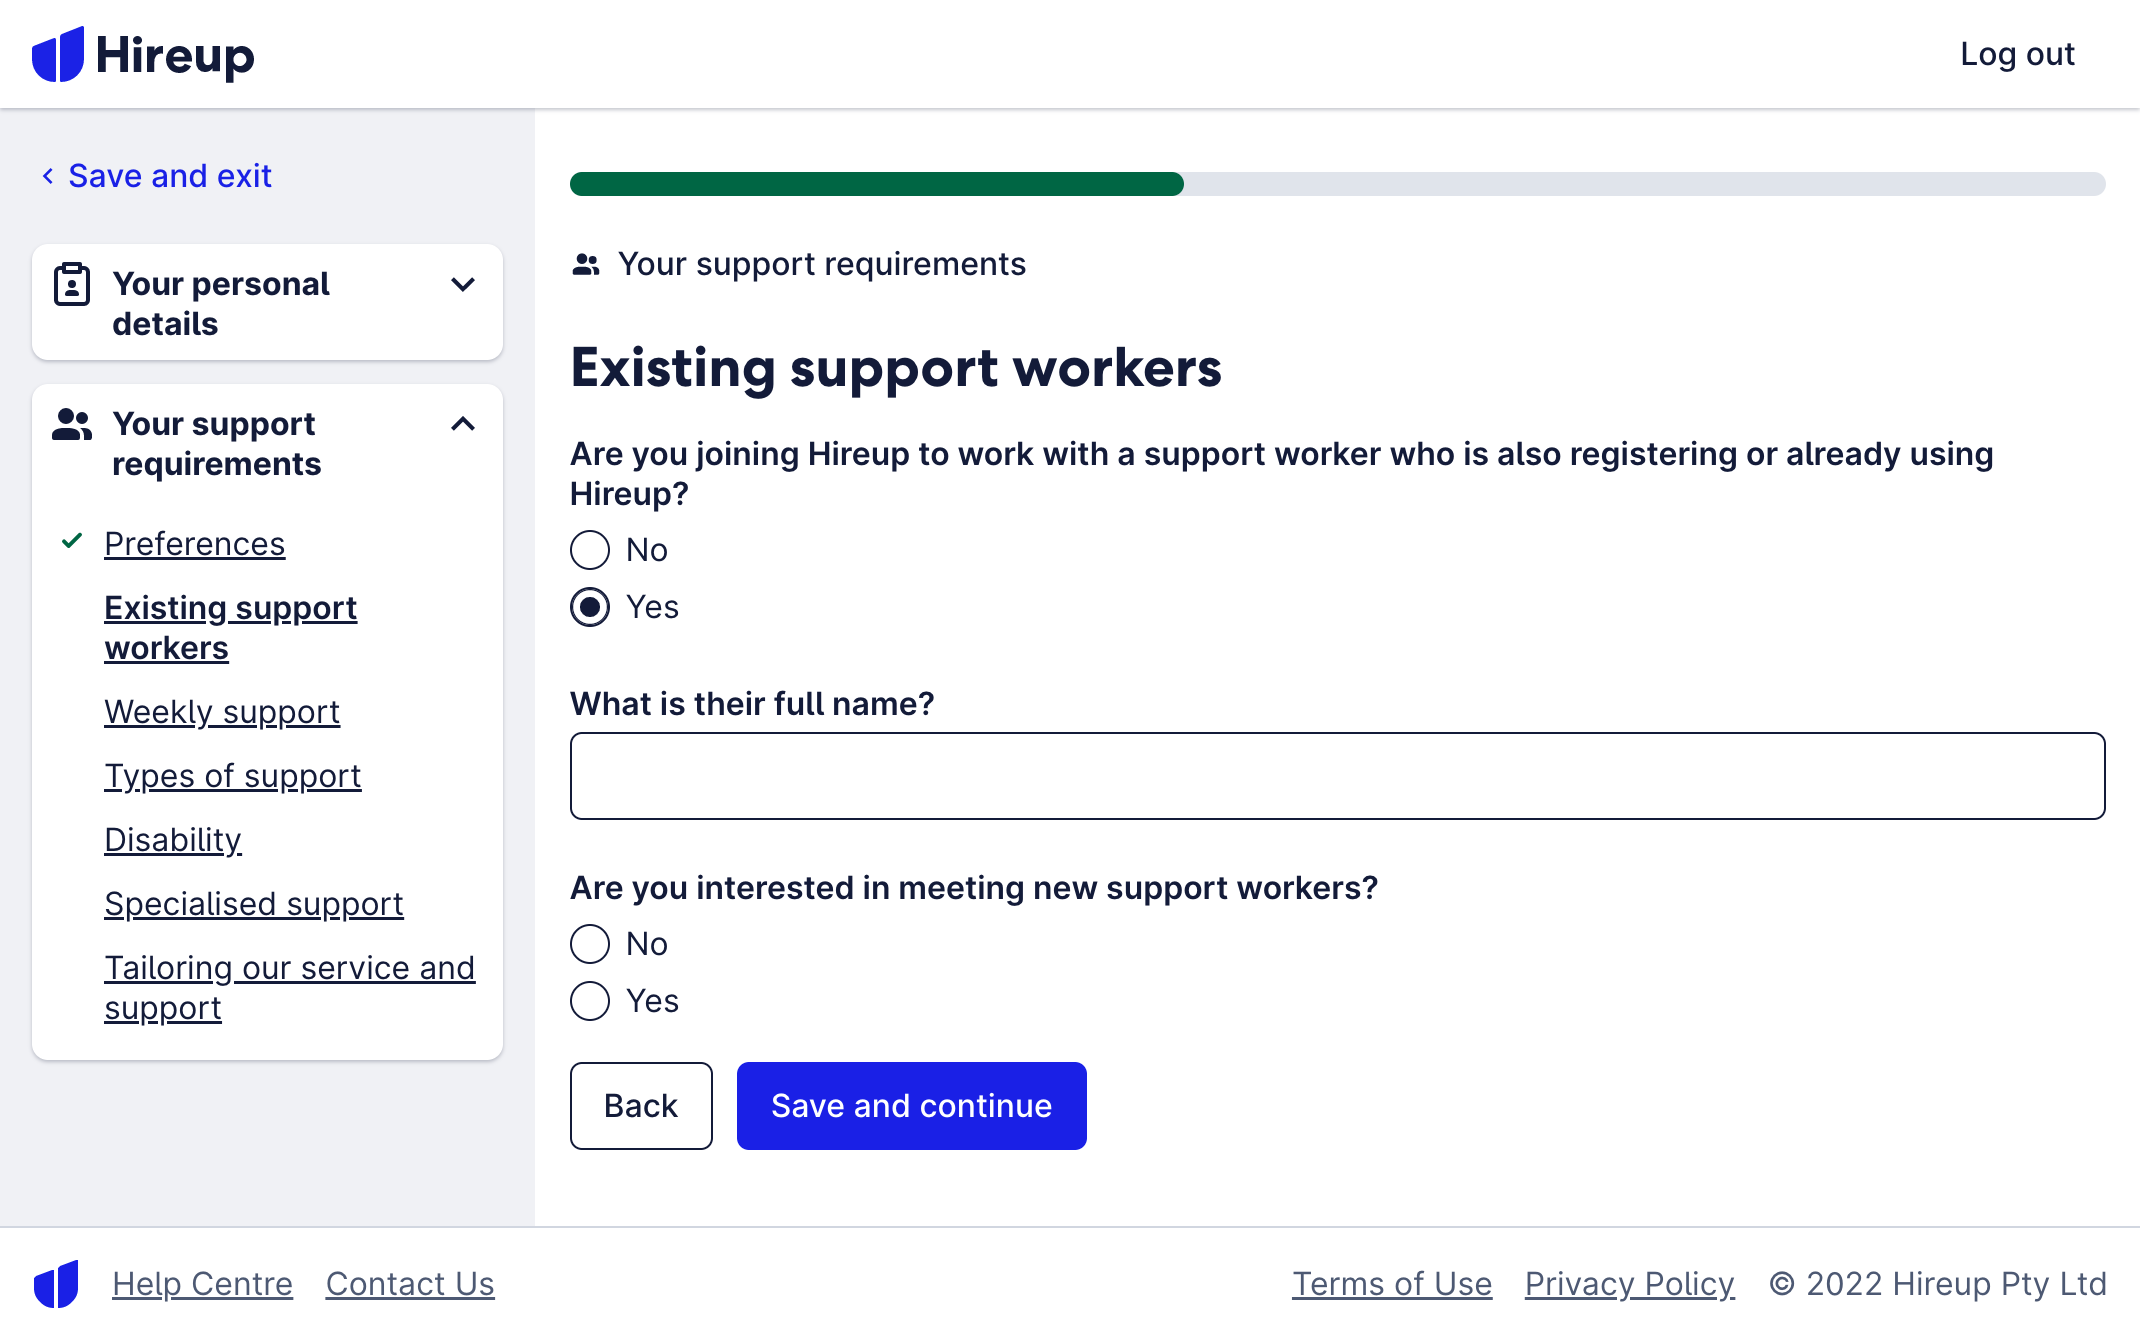 Hireup
Log out
Save and exit
Your personal
details
Your support
requirements
Preferences
Existing support
workers
Weekly support
Types of support
Disability
Specialised support
Tailoring our service and
support
Your support requirements
Existing support workers
Are you joining Hireup to work with a support worker who is also registering or already using
Hireup?
No
Yes
What is their full name?
Are you interested in meeting new support workers?
No
Yes
Back
Save and continue
Help Centre
Contact Us
Terms of Use
Privacy Policy
© 2022 Hireup Pty Ltd